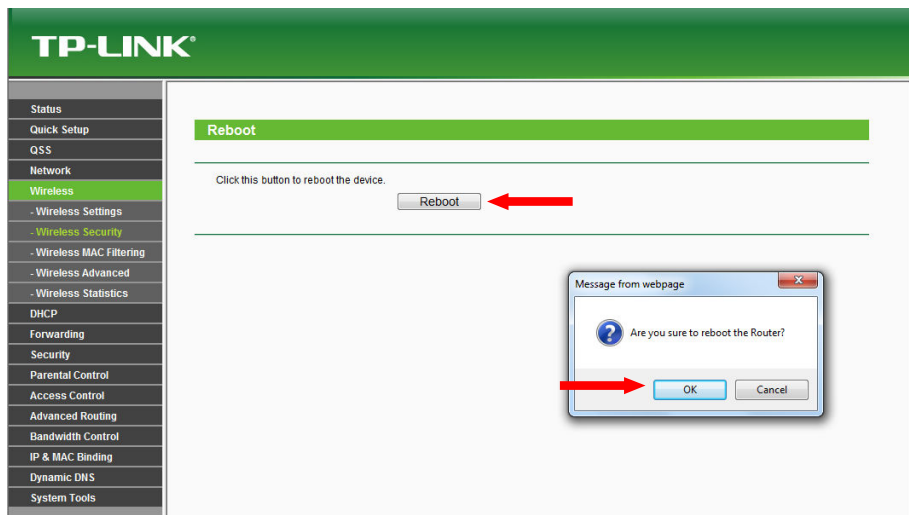 TP-LINK®
Status
Quick Setup
QSS
Network
Wireless
- Wireless Settings
- Wireless Security
- Wireless MAC Filtering
- Wireless Advanced
- Wireless Statistics
DHCP
Forwarding
Security
Parental Control
Access Control
Advanced Routing
Bandwidth Control
IP & MAC Binding
Dynamic DNS
System Tools
Reboot
Click this button to reboot the device.
Reboot
Message from webpage
Are you sure to reboot the Router?
OK Cancel